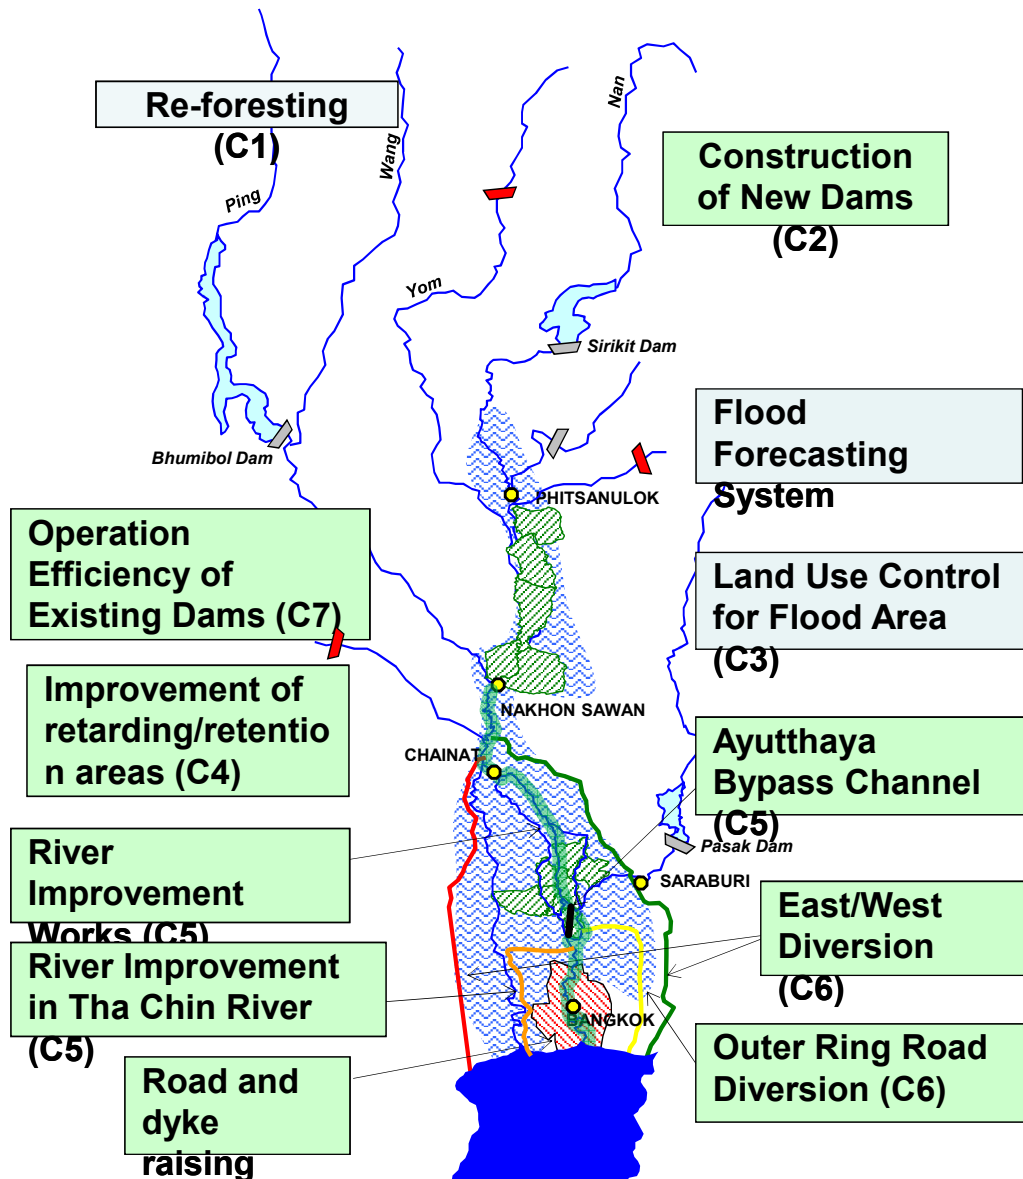 Re-foresting
(C1)
Nan
Wang
Ping
Construction
of New Dams
(C2)
Yom
Sirikit Dam
Bhumibol Dam
Flood
Forecasting
System
PHITSANULOK
Operation
Efficiency of
Existing Dams (C7)
Land Use Control
for Flood Area
(C3)
Improvement of
retarding/retentio
n areas (C4)
NAKHON SAWAN
CHAINAT
Ayutthaya
Bypass Channel
(C5)
Pasak Dam
River
Improvement
Works (C5)
SARABURI
East/West
Diversion
(C6)
River Improvement
in Tha Chin River
(C5)
BANGKOK
Outer Ring Road
Diversion (C6)
Road and
dyke
raising